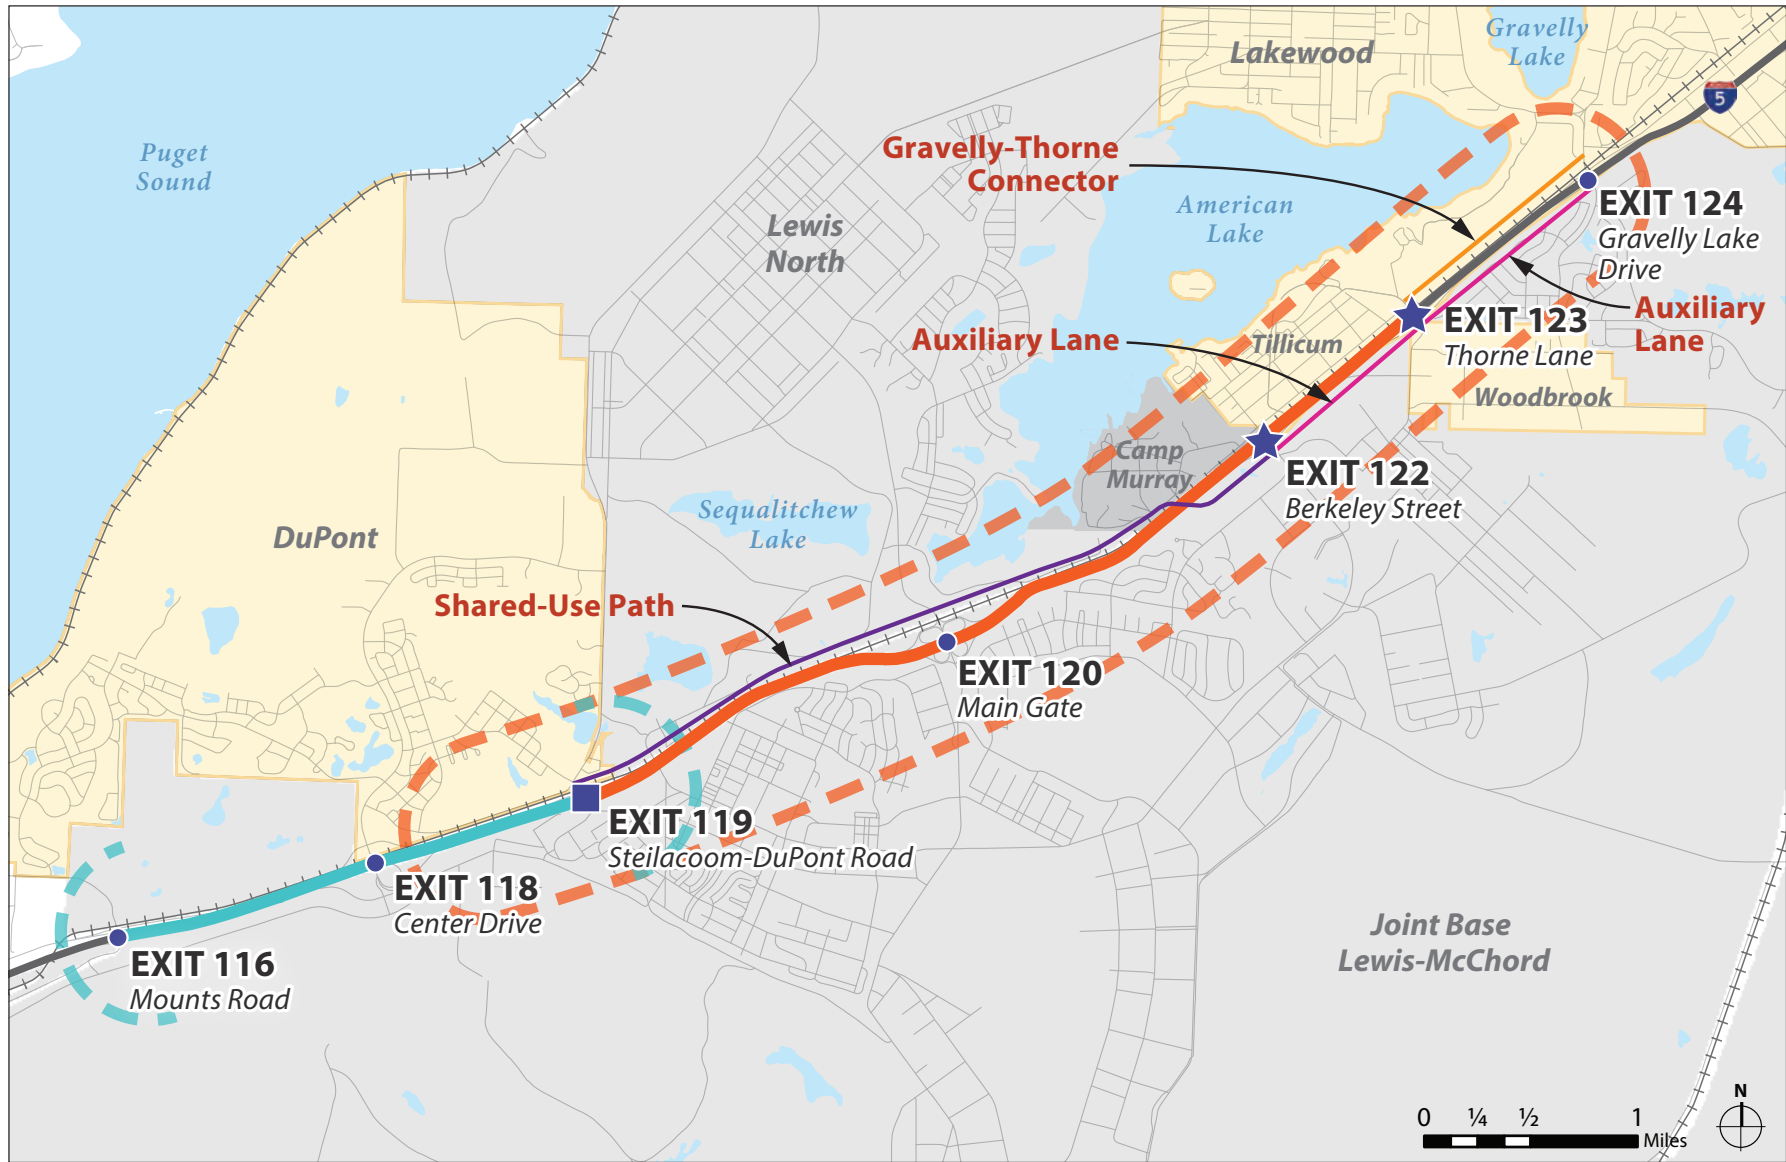 Gravelly
Lake
Lakewood
5
Puget
Sound
Gravelly-Thorne
Connector
American
Lake
Lewis
North
EXIT 124
Gravelly Lake
Drive
Auxiliary
Lane
EXIT 123
Thorne Lane
Auxiliary Lane
Tillicum
Woodbrook
Camp
Murray
EXIT 122
Berkeley Street
Sequalitchew
Lake
DuPont
Shared-Use Path
EXIT 120
Main Gate
EXIT 119
Steilacoom-DuPont Road
EXIT 118
Center Drive
Joint Base
Lewis-McChord
EXIT 116
Mounts Road
N
0 ¼ ½ 1
Miles